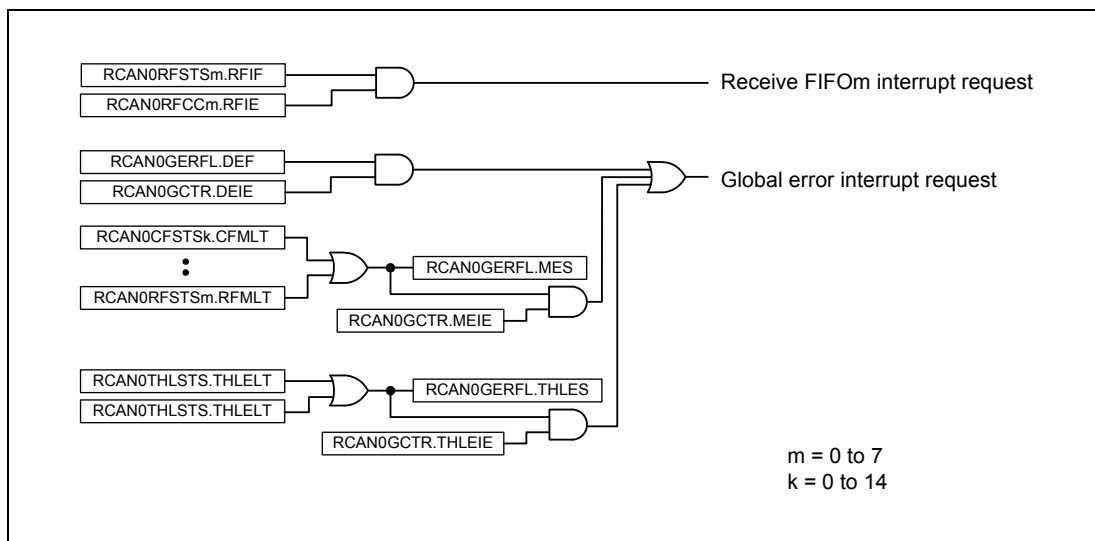 RCAN0RFSTSm.RFIF
RCAN0RFCCm.RFIE
Receive FIFOm interrupt request
RCAN0GERFL.DEF
RCAN0GCTR.DEIE
Global error interrupt request
RCAN0CFSTSk.CFMLT
RCAN0RFSTSm.RFMLT
RCAN0GERFL.MES
RCAN0GCTR.MEIE
RCAN0THLSTS.THLELT
RCAN0THLSTS.THLELT
RCAN0GERFL.THLES
RCAN0GCTR.THLEIE
m = 0 to 7
k = 0 to 14